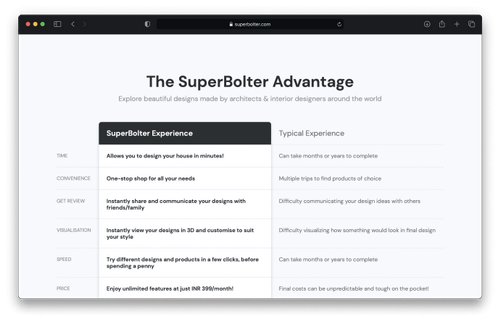 superbolter.com
The SuperBolter Advantage
Explore beautiful designs made by architects & interior designers around the world
SuperBolter Experience
Typical Experience
TIME
Allows you to design your house in minutes!
Can take months or years to complete
CONVENIENCE
One-stop shop for all your needs
Multiple trips to find products of choice
GET REVIEW
Instantly share and communicate your designs with
friends/family
Difficulty communicating your design ideas with others
VISUALISATION
Instantly view your designs in 3D and customise to suit
your style
Difficulty visualizing how something would look in final design
SPEED
Try different designs and products in a few clicks, before
spending a penny
Can take months or years to complete
PRICE
Enjoy unlimited features at just INR 399/month!
Final costs can be unpredictable and tough on the pocket!